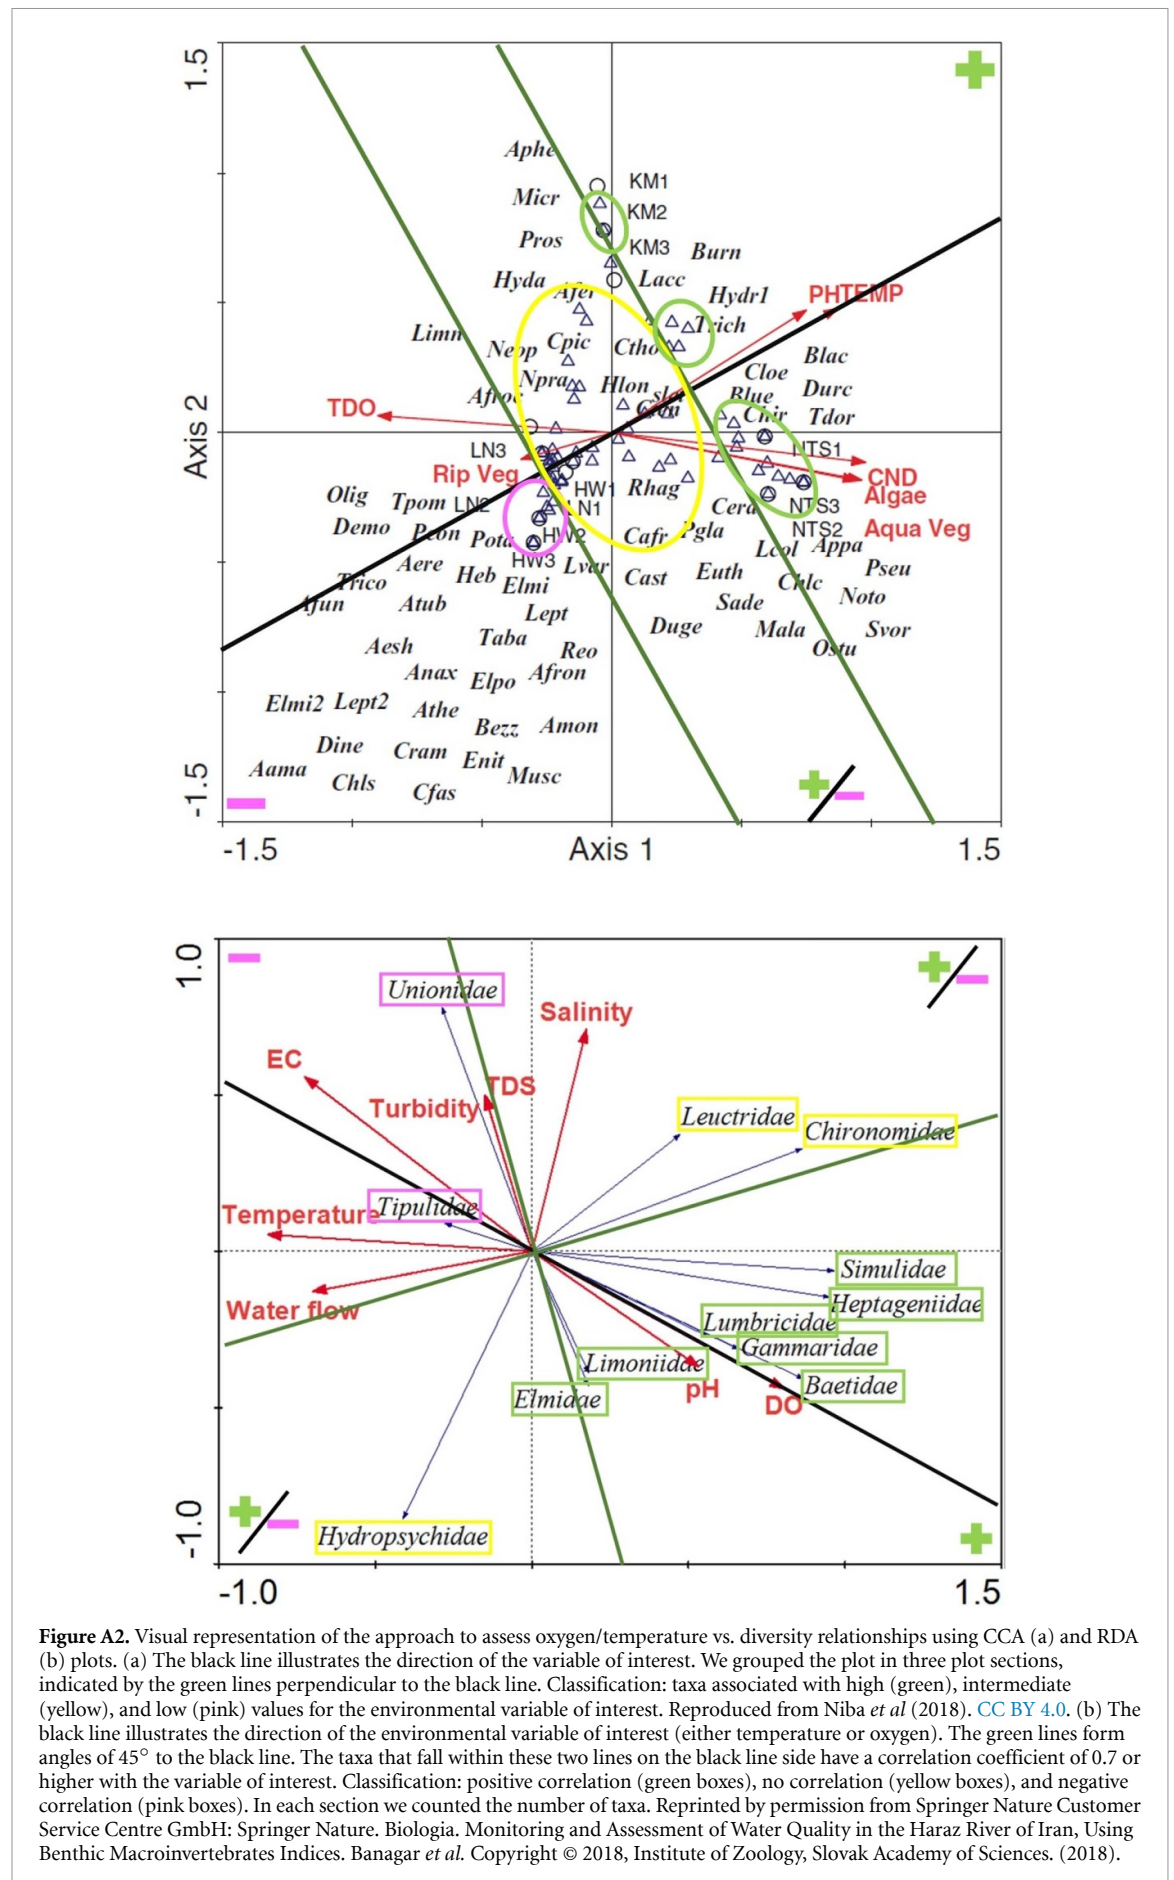 1.5
Aphe
KM1
Micr
KM2
Pros
KM3
Burn
Hyda
Afer
Lacc
Hydr1
PHTEMP
Trich
Limn
Neop
Cpic
Ctho
Blac
Cloe
Npra
Hlon
Durc
Afroc
Blue
TDO
Chir
Tdor
Axis 2
LN3
NTS1
Rip Veg
CND
HW1
Rhag
Algae
Olig
Tpom
LN2
LN1
Cera
NTS3
Demo
Pcon
Pota
HW2
Cafr
Pgla
NTS2
Aqua Veg
Aere
HW3
Lvar
Lcol
Appa
Trico
Heb
Elmi
Cast
Euth
Chlc
Pseu
Afun
Atub
Lept
Sade
Noto
Taba
Duge
Mala
Svor
Aesh
Reo
Ostu
Anax
Elpo
Afron
Elmi2
Lept2
Athe
Bezz
Amon
Dine
Cram
Enit
Aama
Chls
Musc
Cfas
-1.5
-1.5
Axis 1
1.5
1.0
Unionidae
Salinity
EC
TDS
Turbidity
Leuctridae
Chironomidae
Temperature
Tipulidae
Simulidae
Water flow
Heptageniidae
Lumbricidae
Gammaridae
Limoniidae
pH
Baetidae
Elmidae
DO
Hydropsychidae
-1.0
-1.0
1.5
Figure A2. Visual representation of the approach to assess oxygen/temperature vs. diversity relationships using CCA (a) and RDA
(b) plots. (a) The black line illustrates the direction of the variable of interest. We grouped the plot in three plot sections,
indicated by the green lines perpendicular to the black line. Classification: taxa associated with high (green), intermediate
(yellow), and low (pink) values for the environmental variable of interest. Reproduced from Niba et al (2018). CC BY 4.0. (b) The
black line illustrates the direction of the environmental variable of interest (either temperature or oxygen). The green lines form
angles of 45° to the black line. The taxa that fall within these two lines on the black line side have a correlation coefficient of 0.7 or
higher with the variable of interest. Classification: positive correlation (green boxes), no correlation (yellow boxes), and negative
correlation (pink boxes). In each section we counted the number of taxa. Reprinted by permission from Springer Nature Customer
Service Centre GmbH: Springer Nature. Biologia. Monitoring and Assessment of Water Quality in the Haraz River of Iran, Using
Benthic Macroinvertebrates Indices. Banagar et al. Copyright © 2018, Institute of Zoology, Slovak Academy of Sciences. (2018).